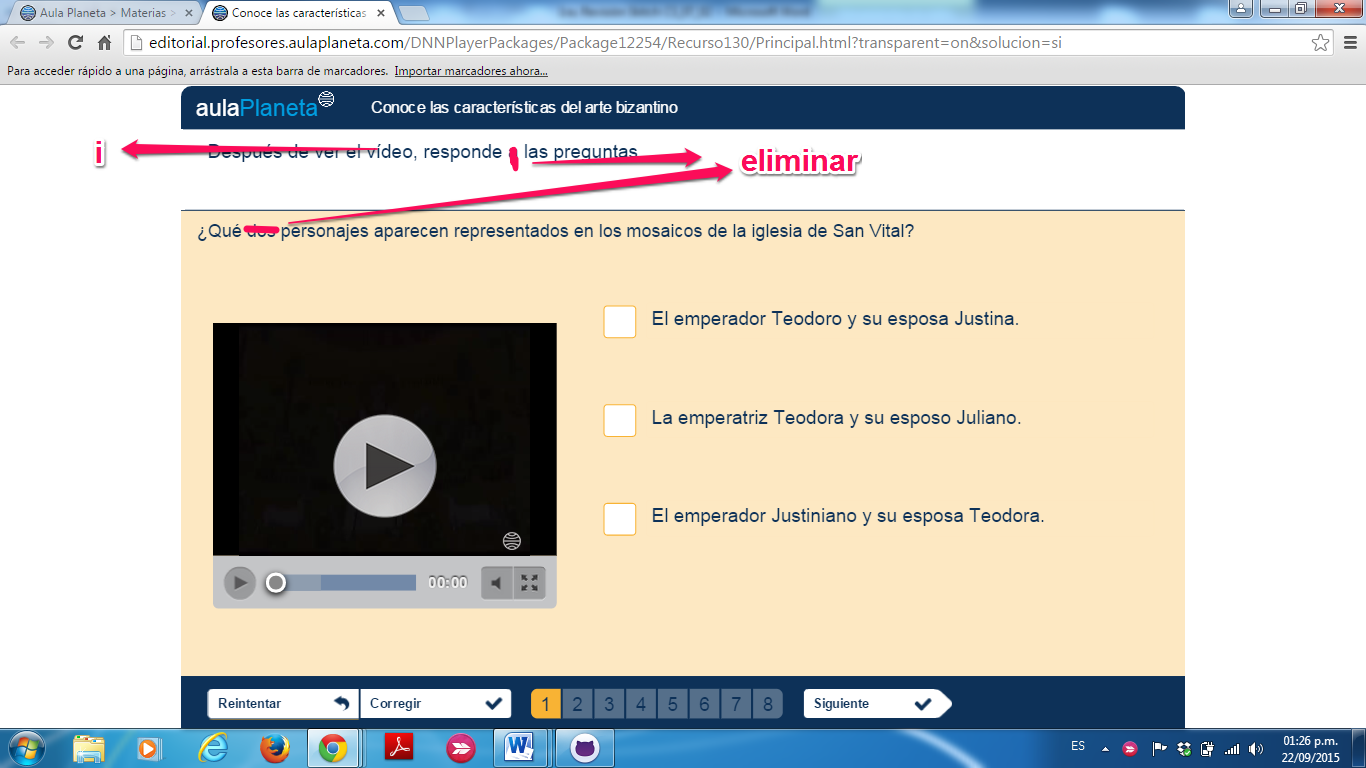 Aula Planeta > Materias >
Conoce las características
editorial.profesores.aulaplaneta.com/DNNPlayerPackages/Package12254/Recurso130/Principal.html?transparent=on&solucion=si
Para acceder rápido a una página, arrástrala a esta barra de marcadores. Importar marcadores ahora...
aulaPlaneta Conoce las características del arte bizantino
i
Después de ver el vídeo, responde a las preguntas
eliminar
¿Qué dos personajes aparecen representados en los mosaicos de la iglesia de San Vital?
El emperador Teodoro y su esposa Justina.
La emperatriz Teodora y su esposo Juliano.
El emperador Justiniano y su esposa Teodora.
00:00
Reintentar Corregir 1 2 3 4 5 6 7 8 Siguiente
ES 01:26 p.m.
22/09/2015